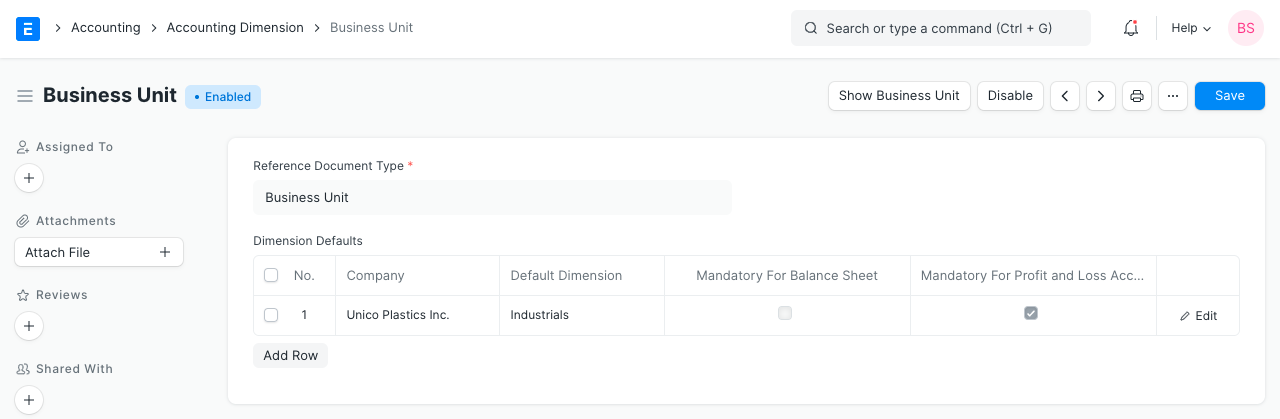 E Accounting Accounting Dimension Business Unit Search or type a command (Ctrl + G) Help BS
Business Unit • Enabled Show Business Unit Disable ... Save
Assigned To
Attachments
Attach File
Reviews
Shared With
Reference Document Type *
Business Unit
Dimension Defaults
No. Company Default Dimension Mandatory For Balance Sheet Mandatory For Profit and Loss Acc...
1 Unico Plastics Inc. Industrials Edit
Add Row